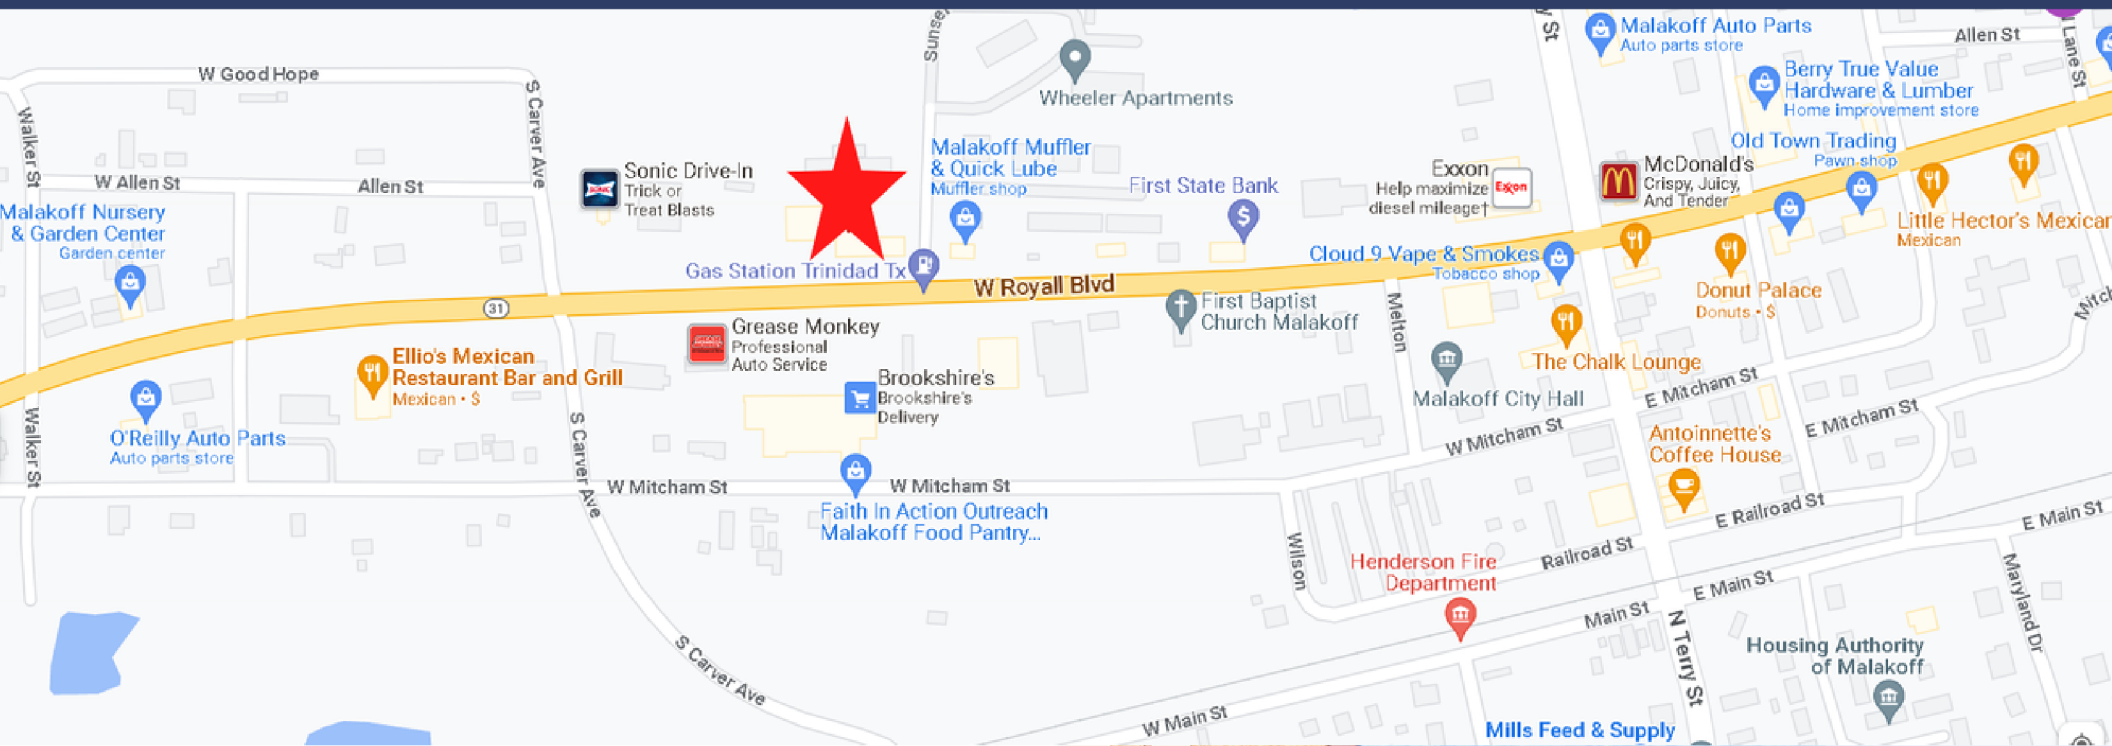 Sunse
y St
Malakoff Auto Parts
Auto parts store
Allen St
Lane St
W Good Hope
Wheeler Apartments
Berry True Value
Hardware & Lumber
Home improvement store
Walker St
S Carver Ave
Malakoff Muffler
& Quick Lube
Muffler shop
Old Town Trading
Pawn shop
Sonic Drive-In
Trick or
Treat Blasts
SONIC
W Allen St
Allen St
First State Bank
Exxon
Help maximize
diesel mileage†
Exxon
McDonald's
Crispy, Juicy,
And Tender
Malakoff Nursery
& Garden Center
Garden center
Little Hector's Mexican
Mexican
Gas Station Trinidad Tx
W Royall Blvd
Cloud 9 Vape & Smokes
Tobacco shop
31
First Baptist
Church Malakoff
Melton
Donut Palace
Donuts • $
Mitch
Grease Monkey
Professional
Auto Service
Ellio's Mexican
Restaurant Bar and Grill
Mexican • $
Brookshire's
Brookshire's
Delivery
The Chalk Lounge
Malakoff City Hall
E Mitcham St
E Mitcham St
W Mitcham St
O'Reilly Auto Parts
Auto parts store
Walker St
S Carver Ave
Antoinnette's
Coffee House
W Mitcham St
W Mitcham St
Faith In Action Outreach
Malakoff Food Pantry...
E Railroad St
E Main St
Wilson
Railroad St
Henderson Fire
Department
E Main St
Main St
Maryland Dr
N Terry St
S Carver Ave
Housing Authority
of Malakoff
W Main St
Mills Feed & Supply